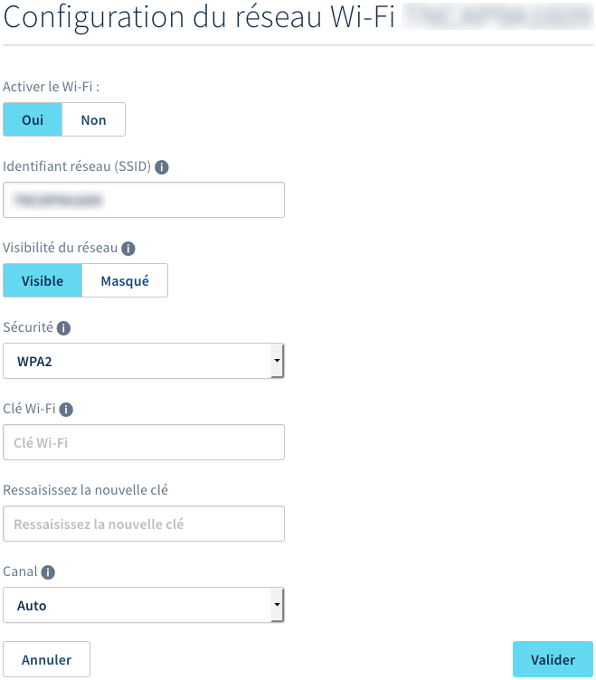 Configuration du réseau Wi-Fi
Activer le Wi-Fi :
Oui Non
Identifiant réseau (SSID) i
Visibilité du réseau i
Visible Masqué
Sécurité i
WPA2
Clé Wi-Fi i
Clé Wi-Fi
Ressaisissez la nouvelle clé
Ressaisissez la nouvelle clé
Canal i
Auto
Annuler Valider